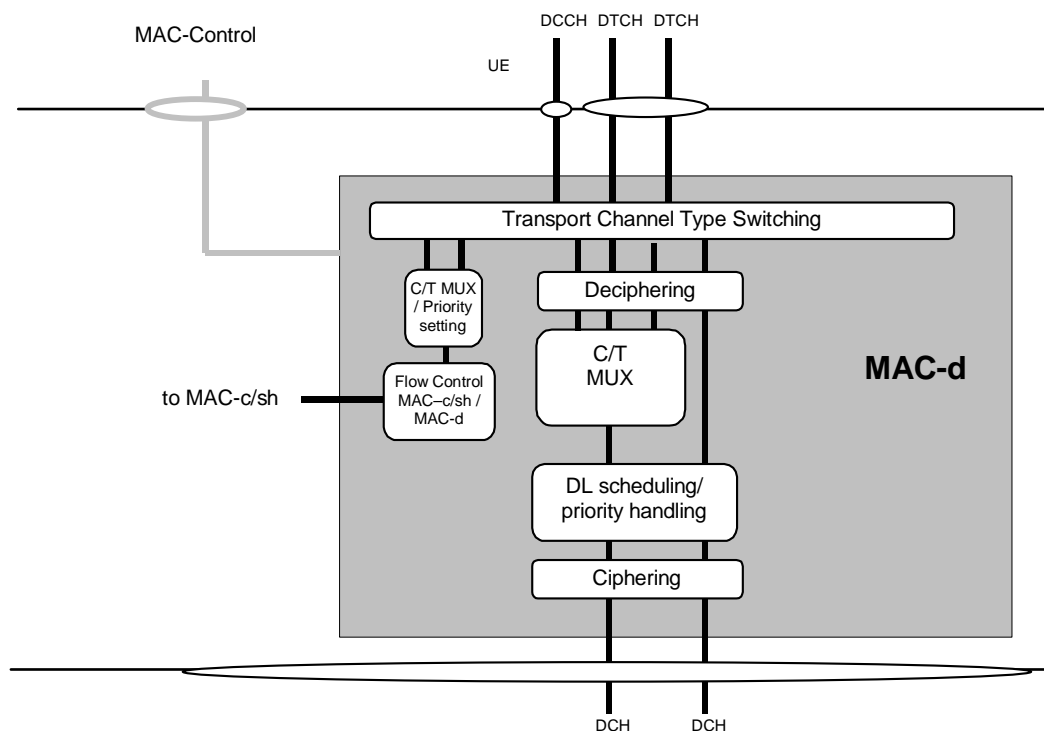 DCCH DTCH DTCH
MAC-Control
UE
Transport Channel Type Switching
C/T MUX
/ Priority
setting
Deciphering
C/T
MUX
MAC-d
Flow Control
MAC–c/sh /
MAC-d
to MAC-c/sh
DL scheduling/
priority handling
Ciphering
DCH DCH